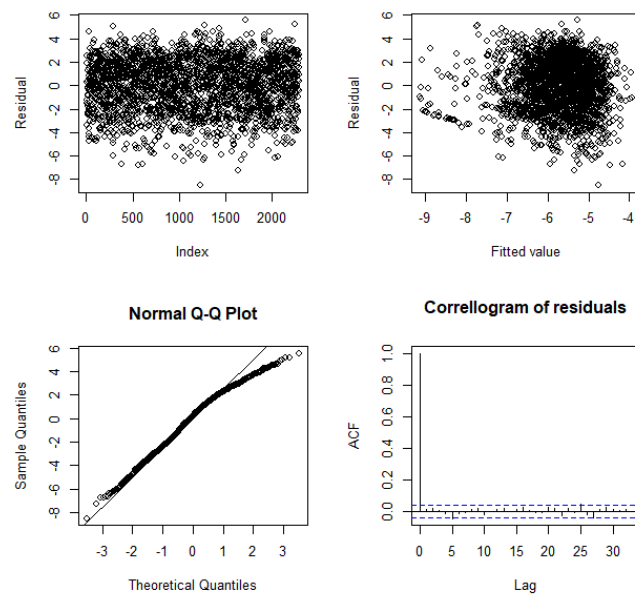 6
4
2
0
-2
-4
-6
-8
Residual
0 500 1000 1500 2000
Index
6
4
2
0
-2
-4
-6
-8
Residual
-9 -8 -7 -6 -5 -4
Fitted value
Normal Q-Q Plot
6
4
2
0
-2
-4
-6
-8
Sample Quantiles
-3 -2 -1 0 1 2 3
Theoretical Quantiles
Correllogram of residuals
1.0
0.8
0.6
0.4
0.2
0.0
ACF
0 5 10 15 20 25 30
Lag